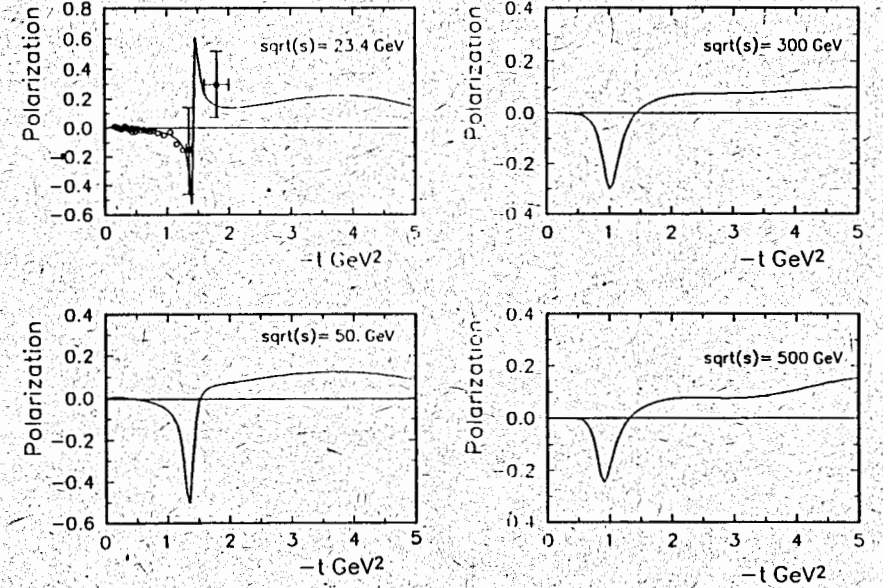 Polarization
0.8
0.6
0.4
0.2
0.0
−0.2
−0.4
−0.6
sqrt(s)= 23.4 GeV
0 1 2 3 4 5
−t GeV2
Polarization
0.4
0.2
0.0
−0.2
0 4
sqrt(s)= 300 GeV
0 1 2 3 4 5
−t GeV2
Polarization
0.4
0.2
0.0
−0.2
−0.4
−0.6
sqrt(s)= 50. GeV
0 1 2 3 4 5
−t GeV2
Polarization
0.4
0.2
0.0
−0.2
sqrt(s)= 500 GeV
0 1 2 3 4 5
−t GeV2